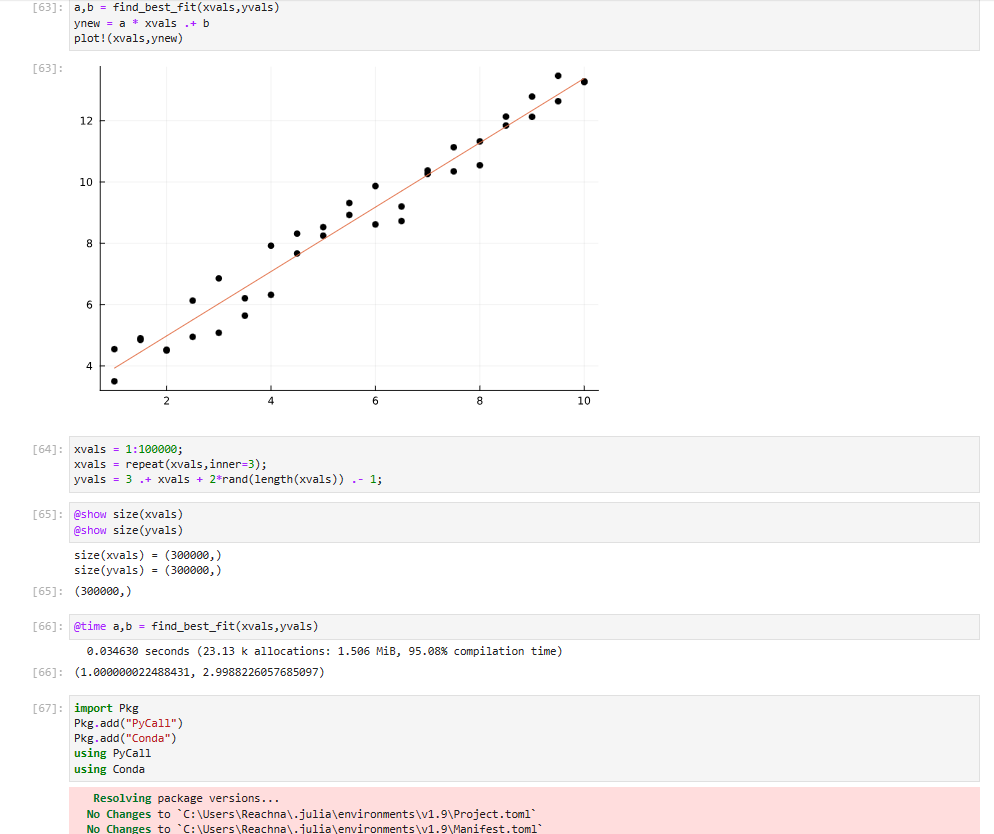 [63]: a,b = find_best_fit(xvals,yvals)
ynew = a * xvals .+ b
plot!(xvals,ynew)
[63]:
12
10
8
6
4
2 4 6 8 10
[64]: xvals = 1:100000;
xvals = repeat(xvals,inner=3);
yvals = 3 .+ xvals + 2*rand(length(xvals)) .- 1;
[65]: @show size(xvals)
@show size(yvals)
size(xvals) = (300000,)
size(yvals) = (300000,)
[65]: (300000,)
[66]: @time a,b = find_best_fit(xvals,yvals)
0.034630 seconds (23.13 k allocations: 1.506 MiB, 95.08% compilation time)
[66]: (1.000000022488431, 2.9988226057685097)
[67]: import Pkg
Pkg.add("PyCall")
Pkg.add("Conda")
using PyCall
using Conda
Resolving package versions...
No Changes to `C:\Users\Reachna\.julia\environments\v1.9\Project.toml`
No Changes to `C:\Users\Reachna\.julia\environments\v1.9\Manifest.toml`